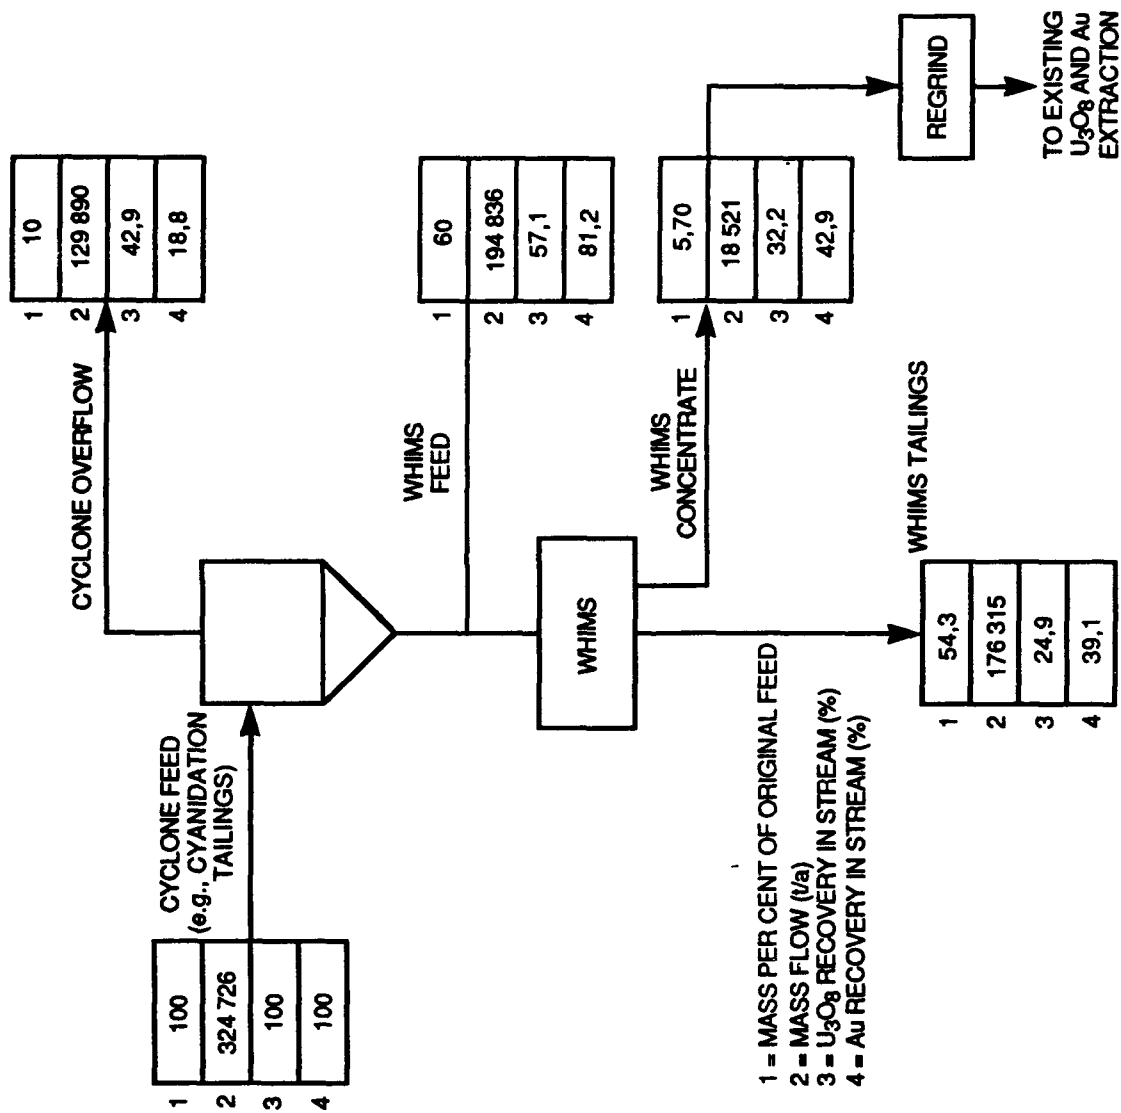 CYCLONE FEED
(e.g., CYANIDATION
TAILINGS)
1 100
2 324 726
3 100
4 100
CYCLONE OVERFLOW
1 10
2 129 890
3 42,9
4 18,8
WHIMS
FEED
1 60
2 194 836
3 57,1
4 81,2
WHIMS
WHIMS
CONCENTRATE
1 5,70
2 18 521
3 32,2
4 42,9
REGRIND
TO EXISTING
U3O8 AND Au
EXTRACTION
WHIMS TAILINGS
1 54,3
2 176 315
3 24,9
4 39,1
1 = MASS PER CENT OF ORIGINAL FEED
2 = MASS FLOW (t/a)
3 = U3O8 RECOVERY IN STREAM (%)
4 = Au RECOVERY IN STREAM (%)